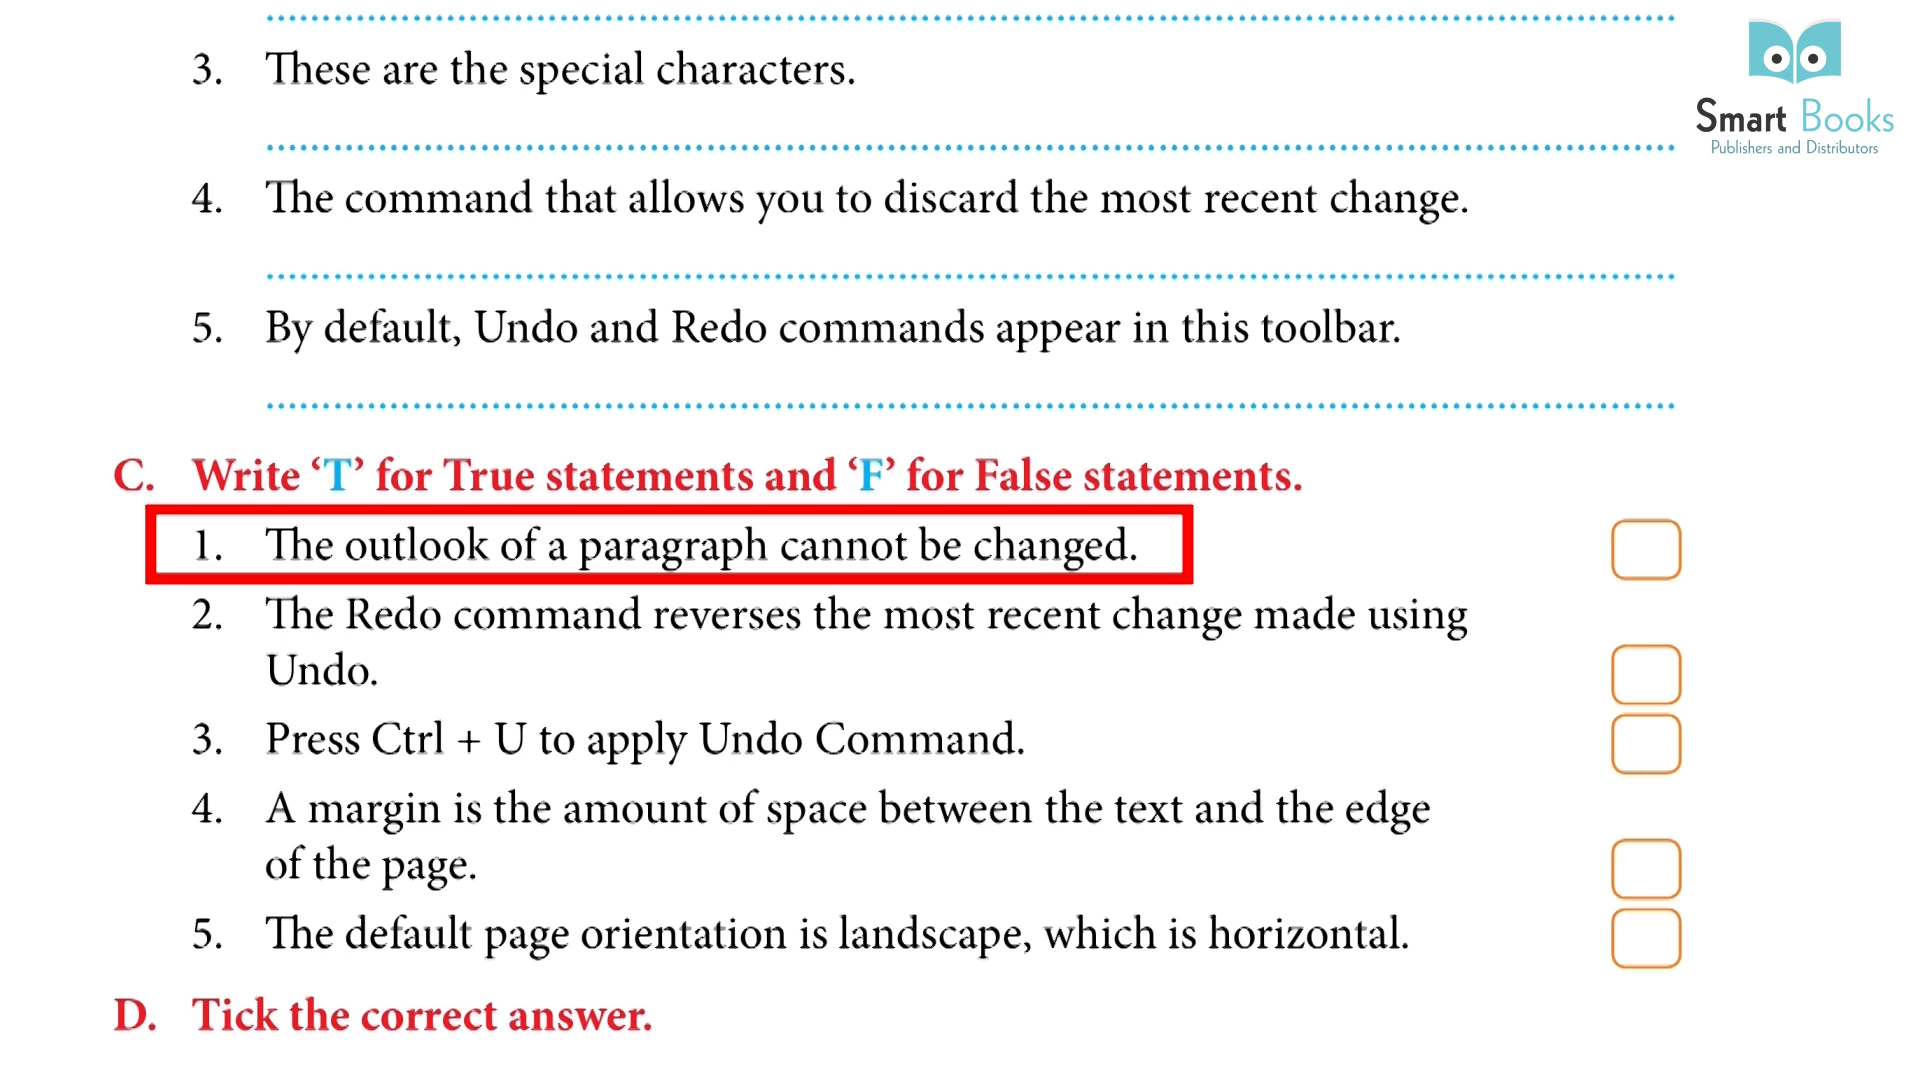 3. These are the special characters.
Smart Books
Publishers and Distributors
4. The command that allows you to discard the most recent change.
5. By default, Undo and Redo commands appear in this toolbar.
C. Write ‘T’ for True statements and ‘F’ for False statements.
1. The outlook of a paragraph cannot be changed.
2. The Redo command reverses the most recent change made using
Undo.
3. Press Ctrl + U to apply Undo Command.
4. A margin is the amount of space between the text and the edge
of the page.
5. The default page orientation is landscape, which is horizontal.
D. Tick the correct answer.